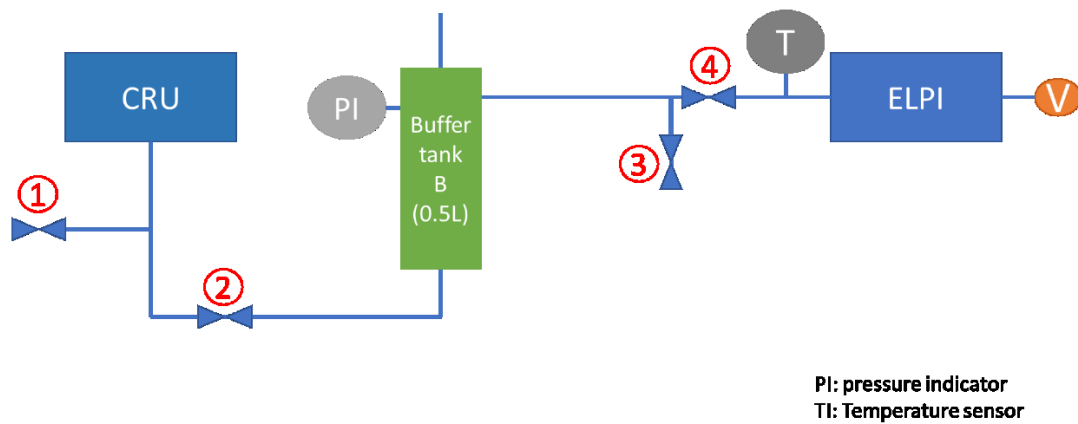 CRU
①
②
PI
Buffer
tank
B
(0.5L)
③
④
T
ELPI
V
PI: pressure indicator
TI: Temperature sensor